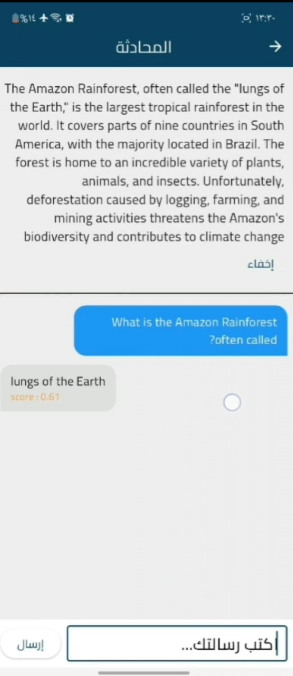 ١٣:٣٠ %١٤
المحادثة
The Amazon Rainforest, often called the "lungs of
the Earth," is the largest tropical rainforest in the
world. It covers parts of nine countries in South
America, with the majority located in Brazil. The
forest is home to an incredible variety of plants,
animals, and insects. Unfortunately,
deforestation caused by logging, farming, and
mining activities threatens the Amazon's
biodiversity and contributes to climate change
إخفاء
What is the Amazon Rainforest
?often called
lungs of the Earth
score : 0.61
اكتب رسالتك...
إرسال